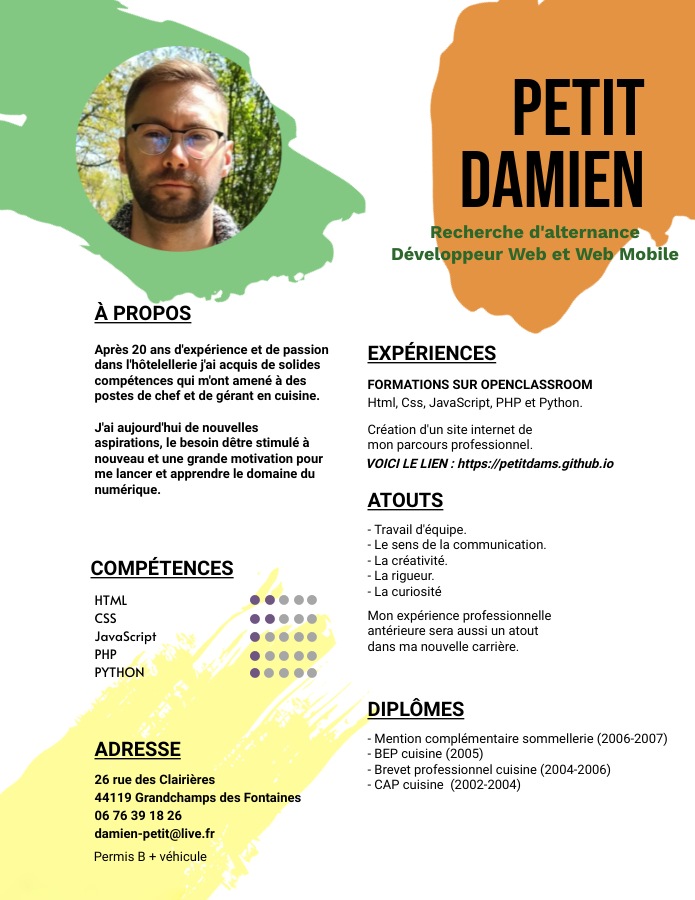 PETIT
DAMIEN
Recherche d'alternance
Développeur Web et Web Mobile
À PROPOS
Après 20 ans d'expérience et de passion
dans l'hôtelellerie j'ai acquis de solides
compétences qui m'ont amené à des
postes de chef et de gérant en cuisine.
J'ai aujourd'hui de nouvelles
aspirations, le besoin dêtre stimulé à
nouveau et une grande motivation pour
me lancer et apprendre le domaine du
numérique.
COMPÉTENCES
HTML
CSS
JavaScript
PHP
PYTHON
ADRESSE
26 rue des Clairières
44119 Grandchamps des Fontaines
06 76 39 18 26
damien-petit@live.fr
Permis B + véhicule
EXPÉRIENCES
FORMATIONS SUR OPENCLASSROOM
Html, Css, JavaScript, PHP et Python.
Création d'un site internet de
mon parcours professionnel.
VOICI LE LIEN : https://petitdams.github.io
ATOUTS
- Travail d'équipe.
- Le sens de la communication.
- La créativité.
- La rigueur.
- La curiosité
Mon expérience professionnelle
antérieure sera aussi un atout
dans ma nouvelle carrière.
DIPLÔMES
- Mention complémentaire sommellerie (2006-2007)
- BEP cuisine (2005)
- Brevet professionnel cuisine (2004-2006)
- CAP cuisine (2002-2004)